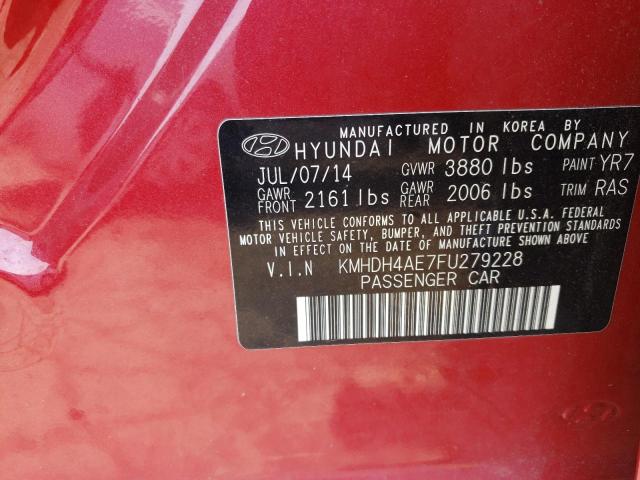 MANUFACTURED IN KOREA BY
HYUNDAI MOTOR COMPANY
JUL/07/14 GVWR 3880 lbs PAINT YR7
GAWR FRONT 2161 lbs GAWR REAR 2006 lbs TRIM RAS
THIS VEHICLE CONFORMS TO ALL APPLICABLE U.S.A. FEDERAL
MOTOR VEHICLE SAFETY, BUMPER, AND THEFT PREVENTION STANDARDS
IN EFFECT ON THE DATE OF MANUFACTURE SHOWN ABOVE.
V.I.N KMHDH4AE7FU279228
PASSENGER CAR